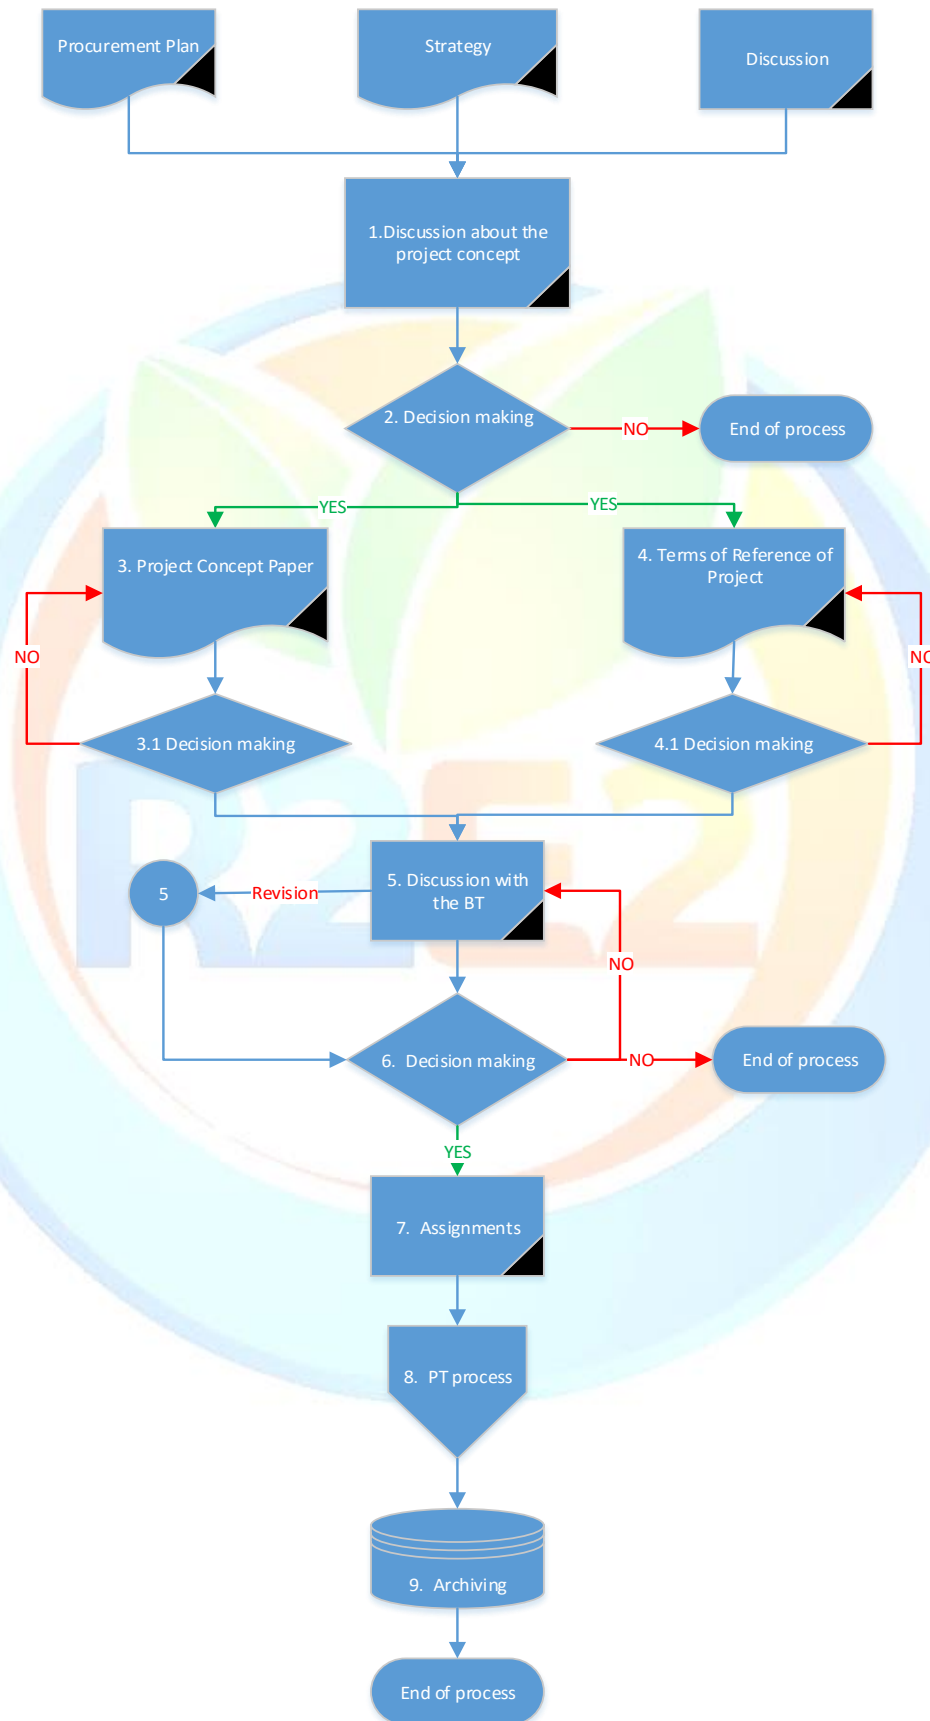 Procurement Plan
Strategy
Discussion
1.Discussion about the
project concept
2. Decision making
NO
End of process
YES
YES
3. Project Concept Paper
4. Terms of Reference of
Project
NO
NO
3.1 Decision making
4.1 Decision making
R2E2
5
Revision
5. Discussion with
the BT
NO
6.  Decision making
NO
End of process
YES
7.  Assignments
8.  PT process
9.  Archiving
End of process